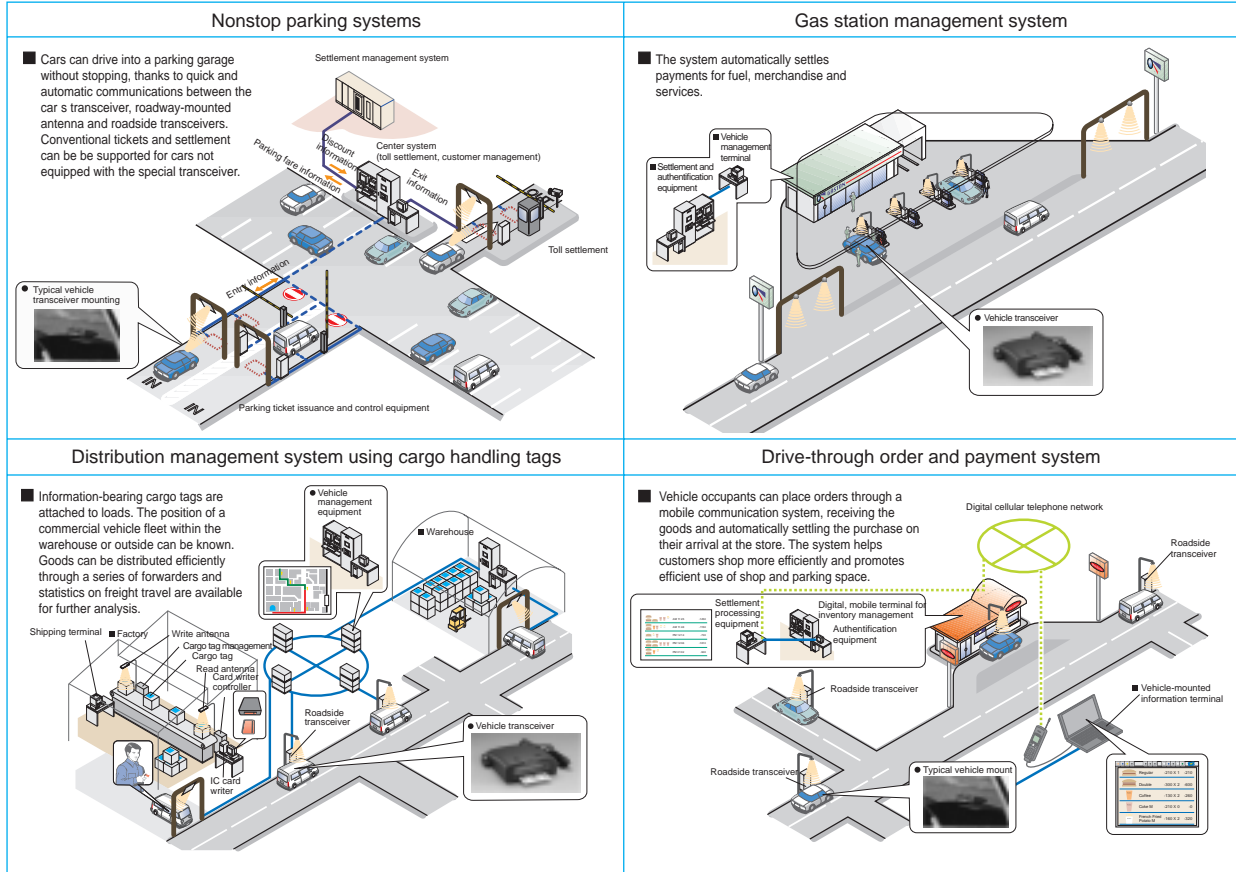 Nonstop parking systems
■ Cars can drive into a parking garage
without stopping, thanks to quick and
automatic communications between the
car s transceiver, roadway-mounted
antenna and roadside transceivers.
Conventional tickets and settlement
can be be supported for cars not
equipped with the special transceiver.
Settlement management system
Discount
information
Parking fare information
Center system
(toll settlement, customer management)
Exit
information
Toll settlement
Entry information
● Typical vehicle
transceiver mounting
IN
IN
Parking ticket issuance and control equipment
Gas station management system
■ The system automatically settles
payments for fuel, merchandise and
services.
■ Vehicle
management
terminal
■ Settlement and
authentification
equipment
● Vehicle transceiver
Distribution management system using cargo handling tags
■ Information-bearing cargo tags are
attached to loads. The position of a
commercial vehicle fleet within the
warehouse or outside can be known.
Goods can be distributed efficiently
through a series of forwarders and
statistics on freight travel are available
for further analysis.
● Vehicle
management
equipment
■ Warehouse
Shipping terminal
■ Factory
Write antenna
Cargo tag management
Cargo tag
Read antenna
Card writer
controller
Roadside
transceiver
IC card
writer
● Vehicle transceiver
Drive-through order and payment system
■ Vehicle occupants can place orders through a
mobile communication system, receiving the
goods and automatically settling the purchase on
their arrival at the store. The system helps
customers shop more efficiently and promotes
efficient use of shop and parking space.
Digital cellular telephone network
Roadside
transceiver
Settlement
processing
equipment
Digital, mobile terminal for
inventory management
Authentification
equipment
Roadside transceiver
■ Vehicle-mounted
information terminal
Roadside transceiver
● Typical vehicle mount
Regular
Double
Coffee
French Fried
Potato M